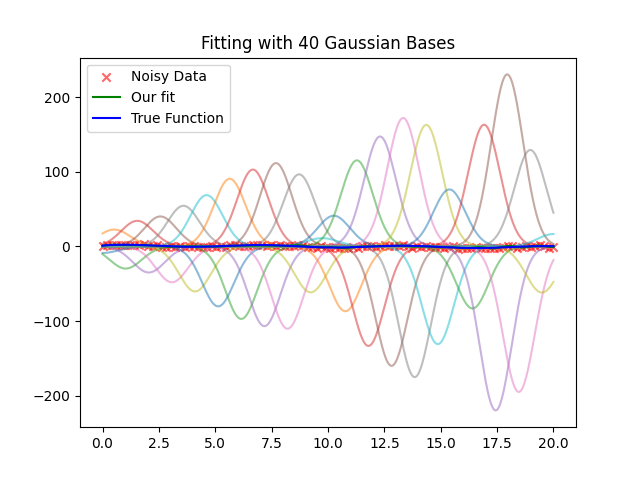 Fitting with 40 Gaussian Bases
Noisy Data
Our fit
True Function
200
100
0
−100
−200
0.0 2.5 5.0 7.5 10.0 12.5 15.0 17.5 20.0